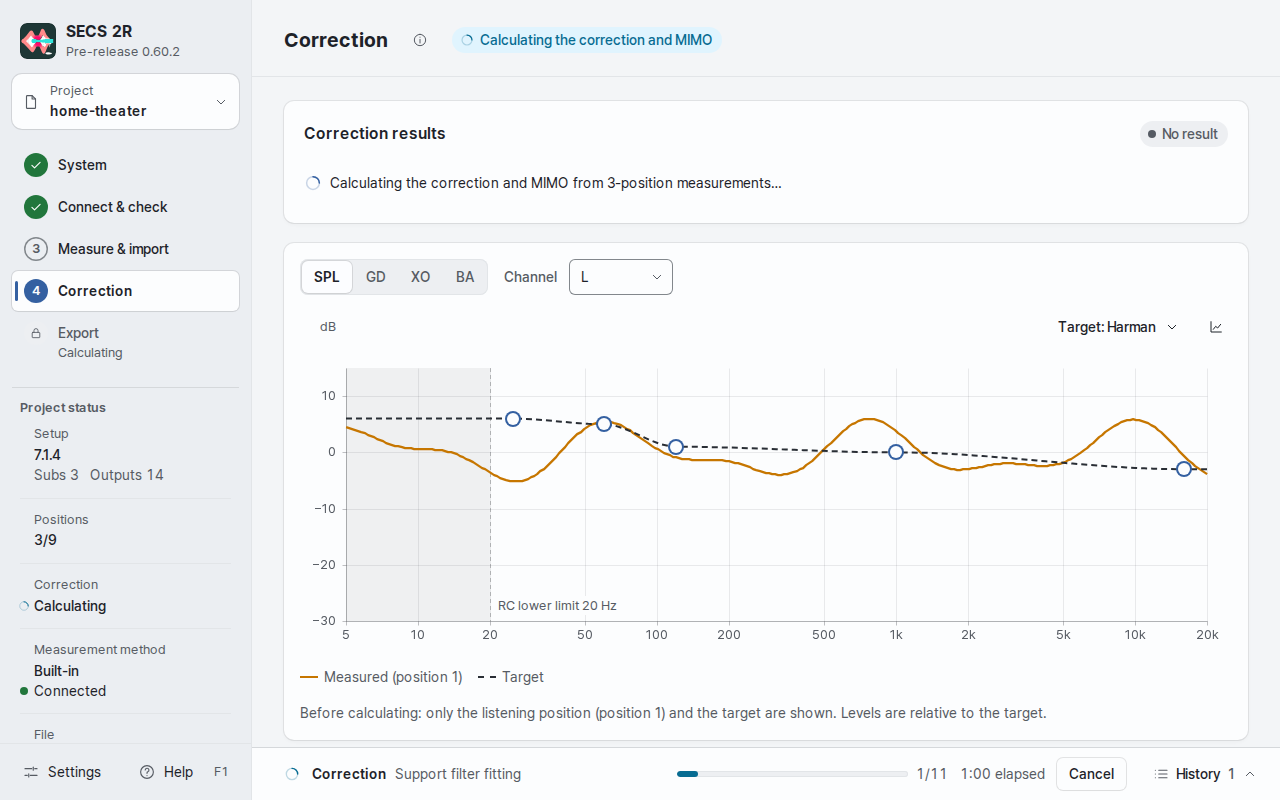 SECS 2R
Pre-release 0.60.2
Project
home-theater
System
Connect & check
3 Measure & import
4 Correction
Export
Calculating
Project status
Setup
7.1.4
Subs 3 Outputs 14
Positions
3/9
Correction
Calculating
Measurement method
Built-in
Connected
File
Settings
Help F1
Correction
Calculating the correction and MIMO
Correction results
No result
Calculating the correction and MIMO from 3-position measurements...
SPL GD XO BA Channel L
dB
Target: Harman
10
0
−10
−20
−30
RC lower limit 20 Hz
5 10 20 50 100 200 500 1k 2k 5k 10k 20k
Measured (position 1) Target
Before calculating: only the listening position (position 1) and the target are shown. Levels are relative to the target.
Correction Support filter fitting 1/11 1:00 elapsed Cancel History 1